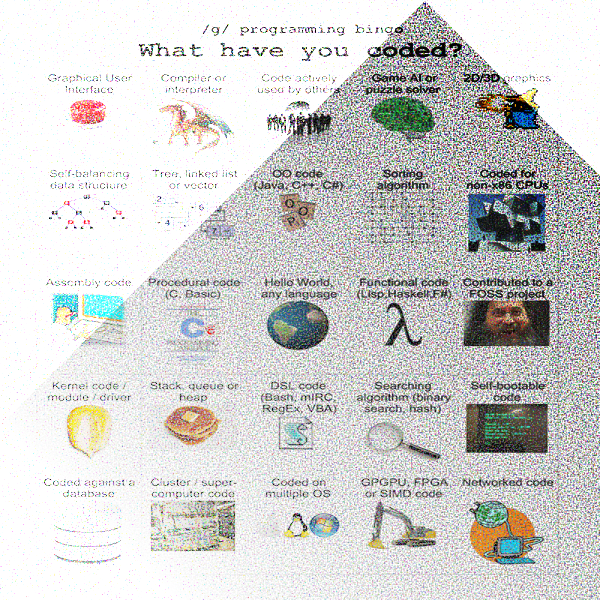 /g/ programming bingo
What have you coded?
Graphical User
Interface
Compiler or
interpreter
Code actively
used by others
Game AI or
puzzle solver
2D/3D graphics
Self-balancing
data structure
Tree, linked list
or vector
OO code
(Java, C++, C#)
Sorting
algorithm
Coded for
non-x86 CPUs
Assembly code
Procedural code
(C, Basic)
Hello World,
any language
Functional code
(Lisp,Haskell,F#)
Contributed to a
FOSS project
Kernel code /
module / driver
Stack, queue or
heap
DSL code
(Bash, mIRC,
RegEx, VBA)
Searching
algorithm (binary
search, hash)
Self-bootable
code
Coded against a
database
Cluster / super-
computer code
Coded on
multiple OS
GPGPU, FPGA
or SIMD code
Networked code